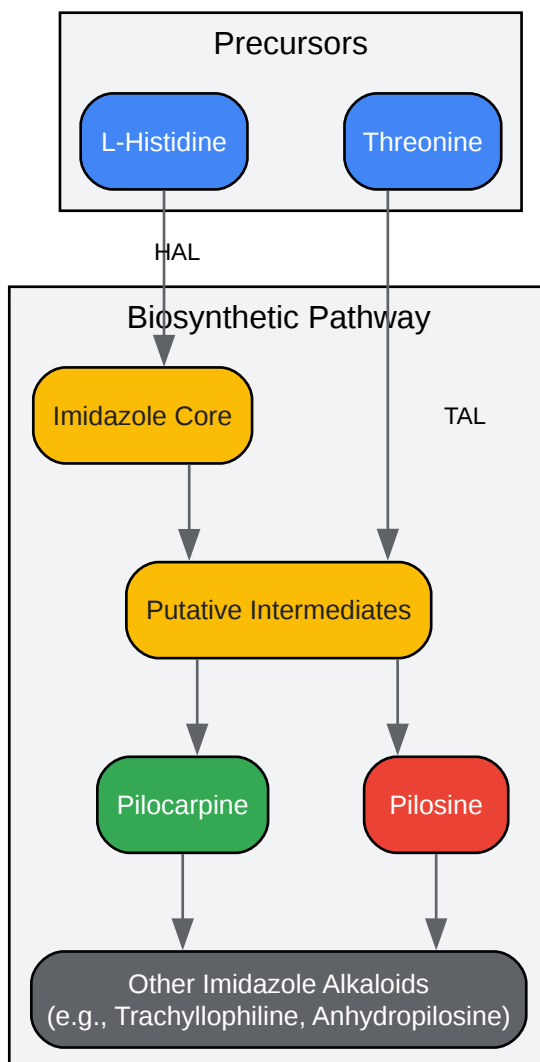 Precursors
L-Histidine
Threonine
HAL
Biosynthetic Pathway
Imidazole Core
TAL
Putative Intermediates
Pilocarpine
Pilosine
Other Imidazole Alkaloids
(e.g., Trachyllophiline, Anhydropilosine)